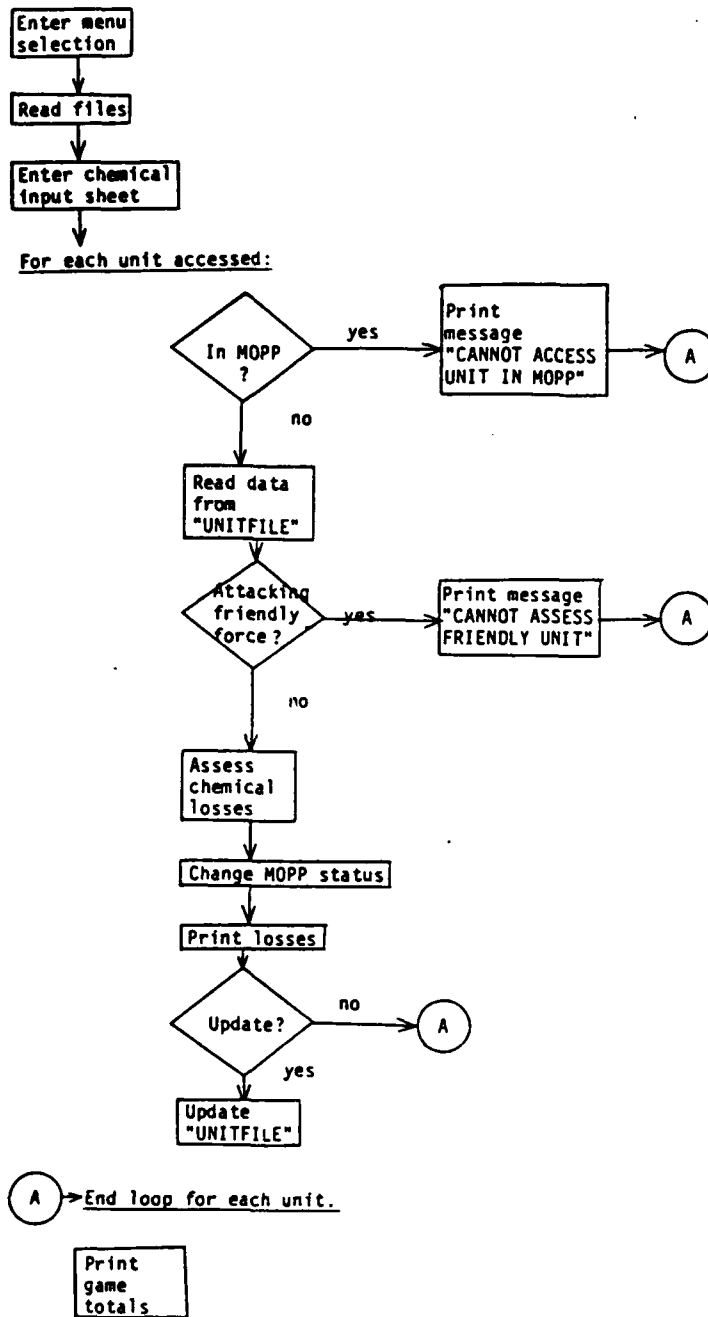 Enter menu
selection
Read files
Enter chemical
input sheet
For each unit accessed:
In MOPP
?
yes
Print
message
"CANNOT ACCESS
UNIT IN MOPP"
A
no
Read data
from
"UNITFILE"
Attacking
friendly
force?
yes
Print message
"CANNOT ASSESS
FRIENDLY UNIT"
A
no
Assess
chemical
losses
Change MOPP status
Print losses
Update?
no
A
yes
Update
"UNITFILE"
A
End loop for each unit.
Print
game
totals